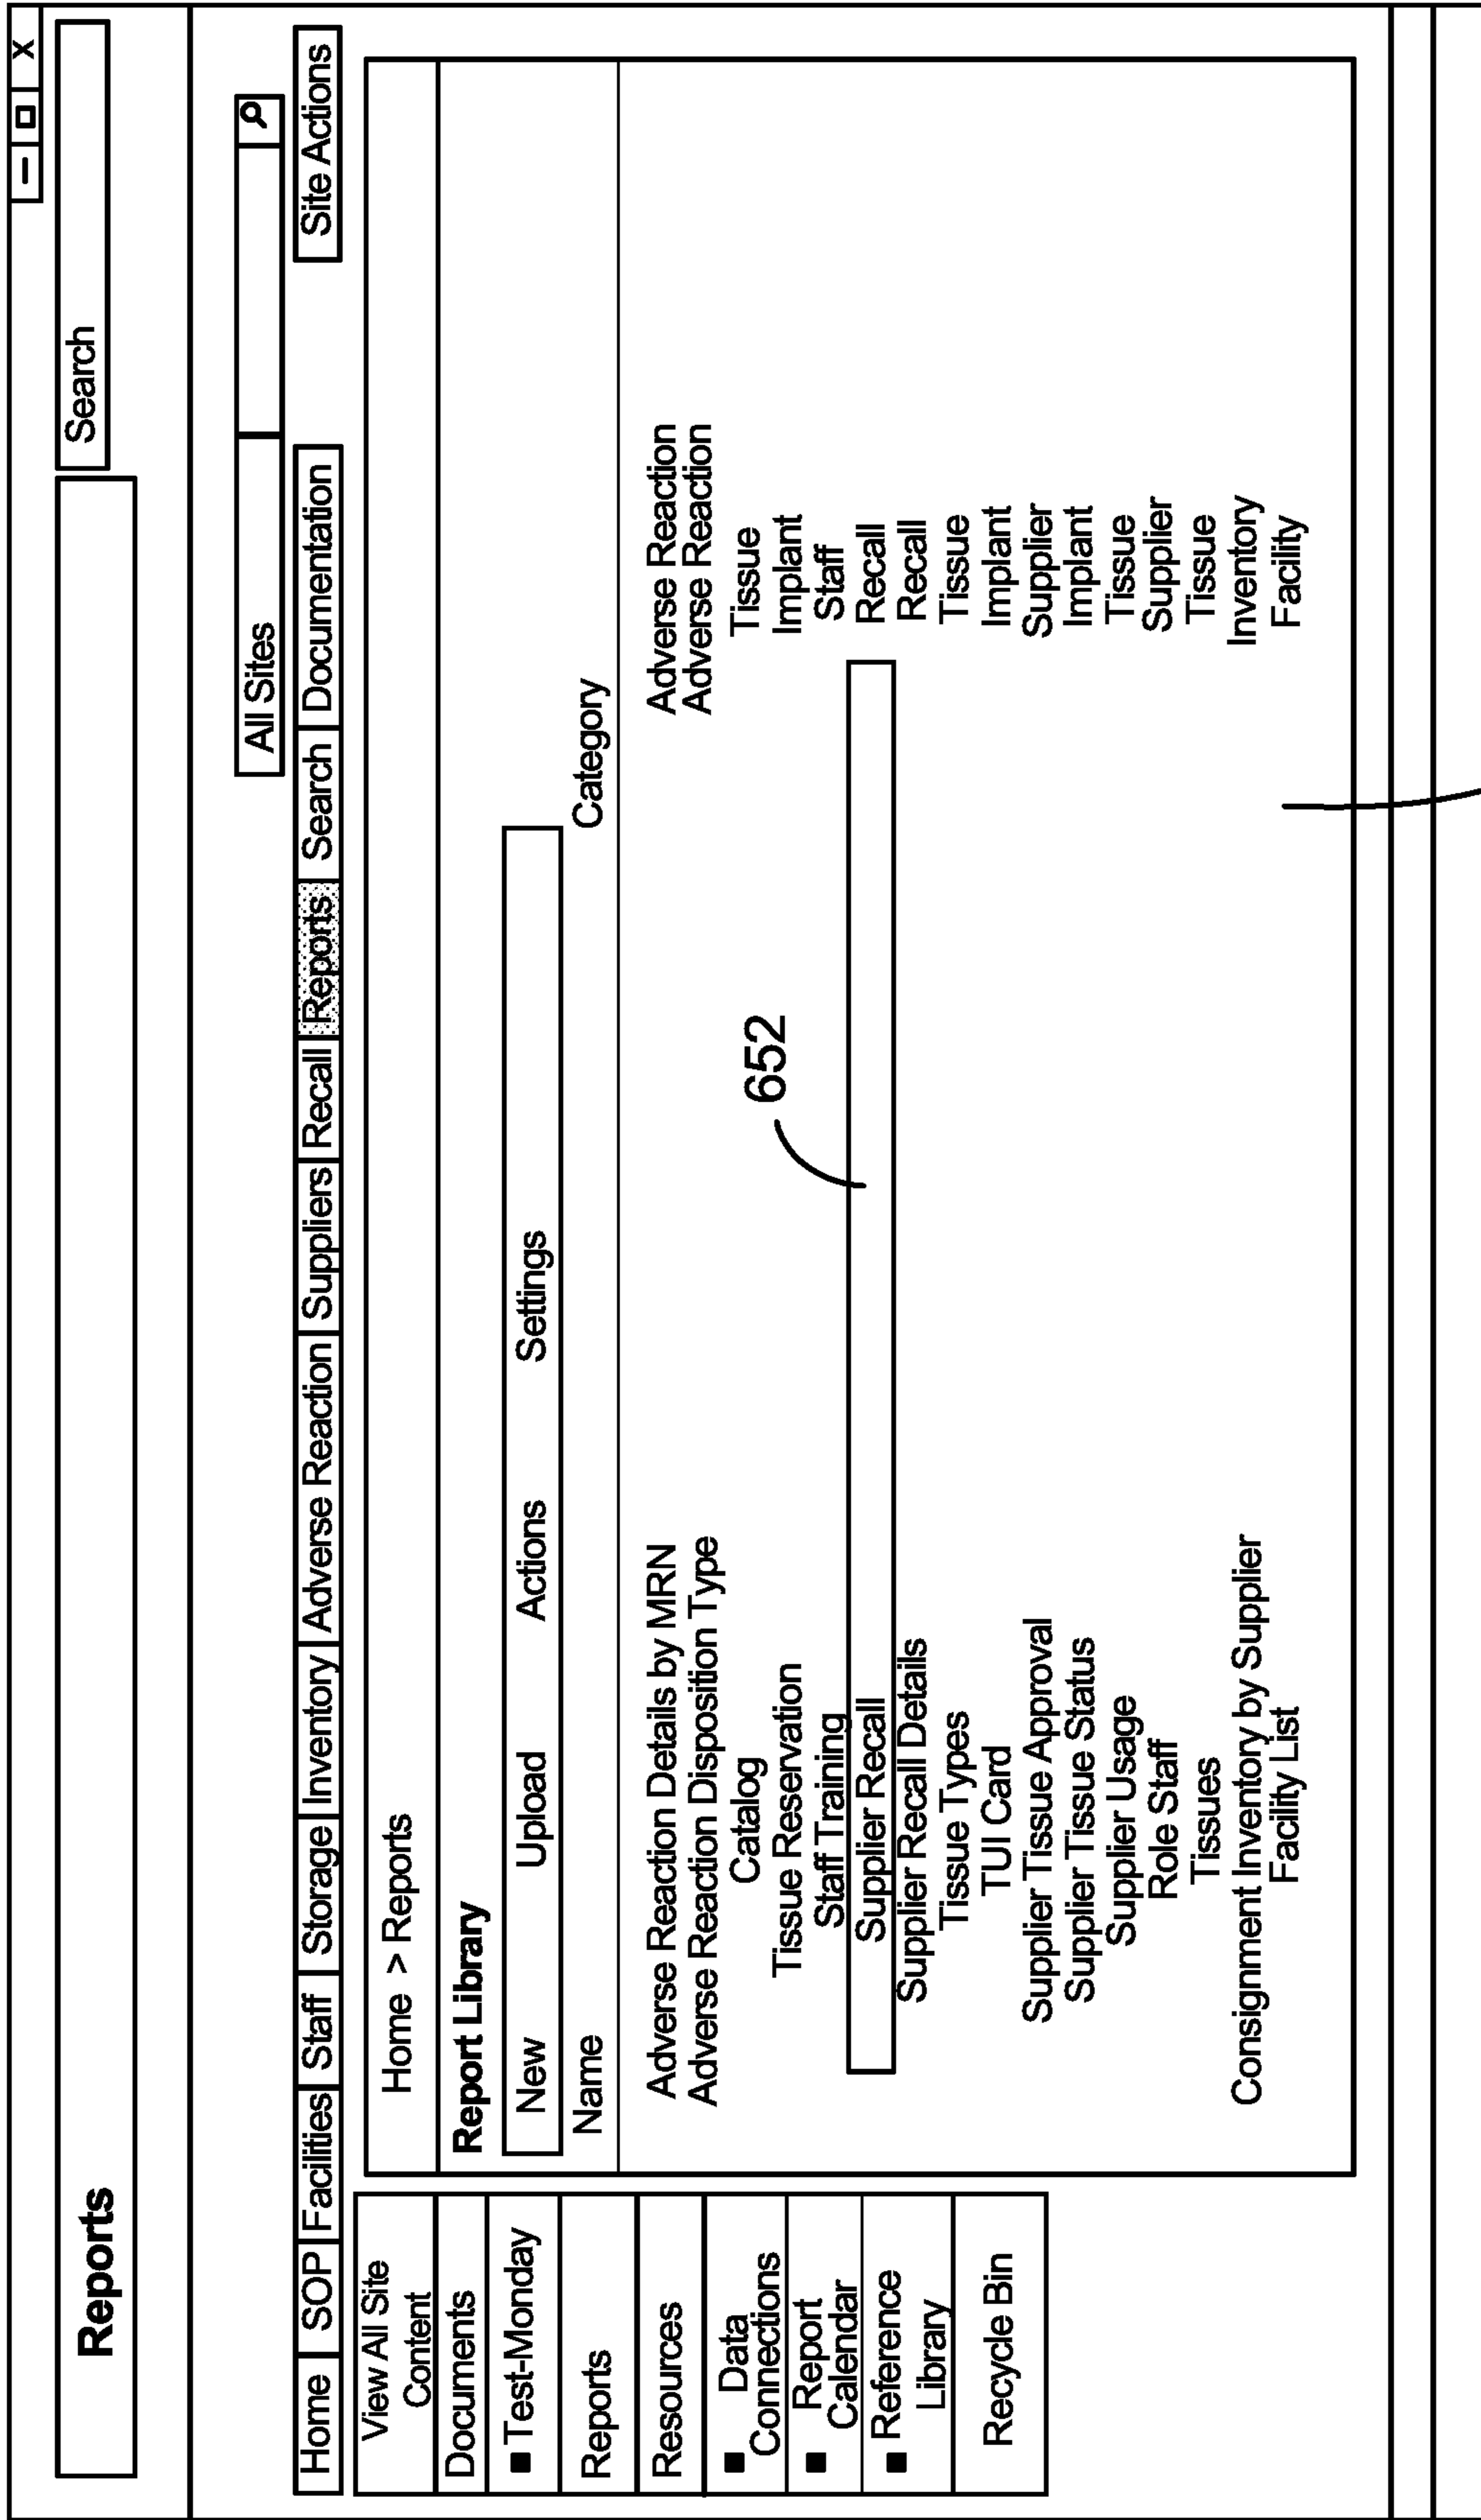 — X
Reports
Search
All Sites
Home SOP Facilities Staff Storage Inventory Adverse Reaction Suppliers Recall Reports Search Documentation Site Actions
View All Site
Content
Documents
■ Test-Monday
Reports
Resources
■ Data
Connections
■ Report
Calendar
■ Reference
Library
Recycle Bin
Home > Reports
Report Library
New Upload Actions Settings
Name Category
Adverse Reaction Details by MRN Adverse Reaction
Adverse Reaction Disposition Type Adverse Reaction
Catalog Tissue
Tissue Reservation Implant
652
Staff Training Staff
Supplier Recall Recall
Supplier Recall Details Recall
Tissue Types Tissue
TUI Card Implant
Supplier Tissue Approval Supplier
Supplier Tissue Status Implant
Supplier Usage Tissue
Role Staff Supplier
Tissues Tissue
Consignment Inventory by Supplier Inventory
Facility List Facility